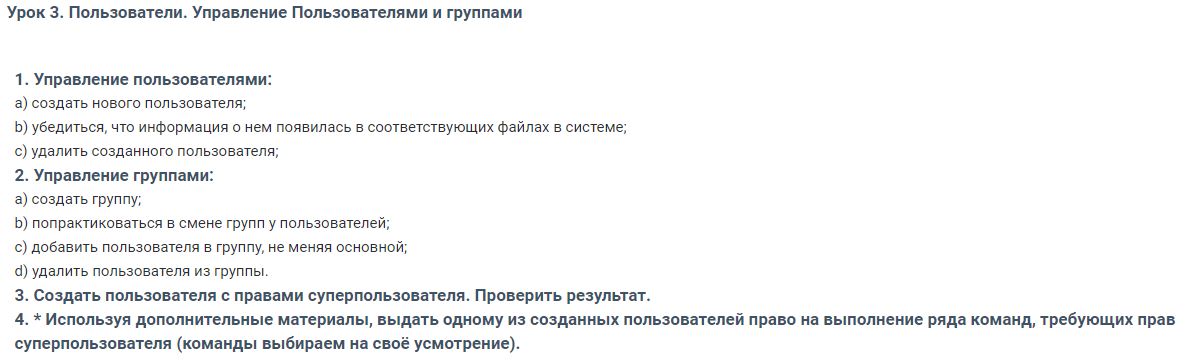 Урок 3. Пользователи. Управление Пользователями и группами
1. Управление пользователями:
a) создать нового пользователя;
b) убедиться, что информация о нем появилась в соответствующих файлах в системе;
c) удалить созданного пользователя;
2. Управление группами:
a) создать группу;
b) попрактиковаться в смене групп у пользователей;
c) добавить пользователя в группу, не меняя основной;
d) удалить пользователя из группы.
3. Создать пользователя с правами суперпользователя. Проверить результат.
4. * Используя дополнительные материалы, выдать одному из созданных пользователей право на выполнение ряда команд, требующих прав
суперпользователя (команды выбираем на своё усмотрение).